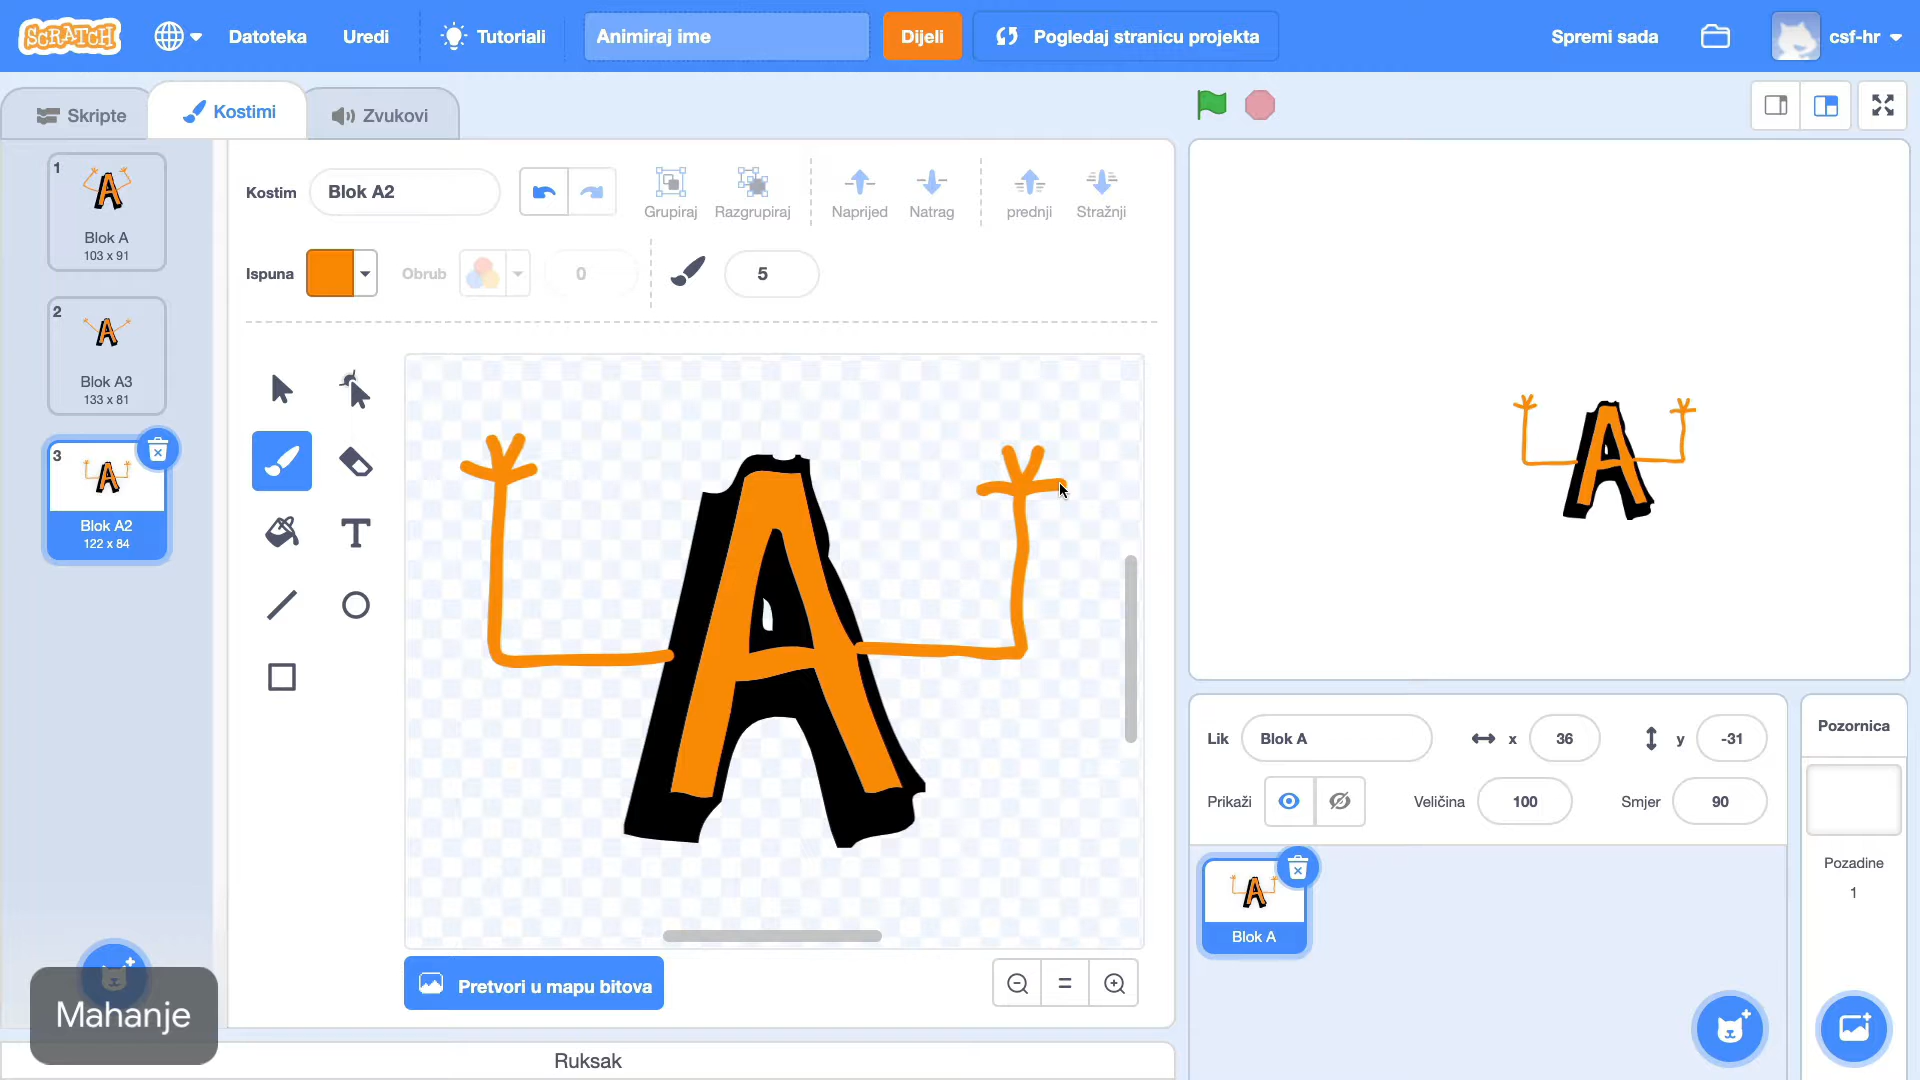 SCRATCH
Datoteka
Uredi
Tutoriali
Animiraj ime
Dijeli
Pogledaj stranicu projekta
Spremi sada
csf-hr
Skripte
Kostimi
Zvukovi
1
Blok A
103 x 91
2
Blok A3
133 x 81
3
Blok A2
122 x 84
Kostim
Blok A2
Grupiraj
Razgrupiraj
Naprijed
Natrag
prednji
Stražnji
Ispuna
Obrub
0
5
A
A
Pretvori u mapu bitova
Mahanje
Ruksak
Lik
Blok A
x
36
y
-31
Prikaži
Veličina
100
Smjer
90
Blok A
Pozornica
Pozadine
1